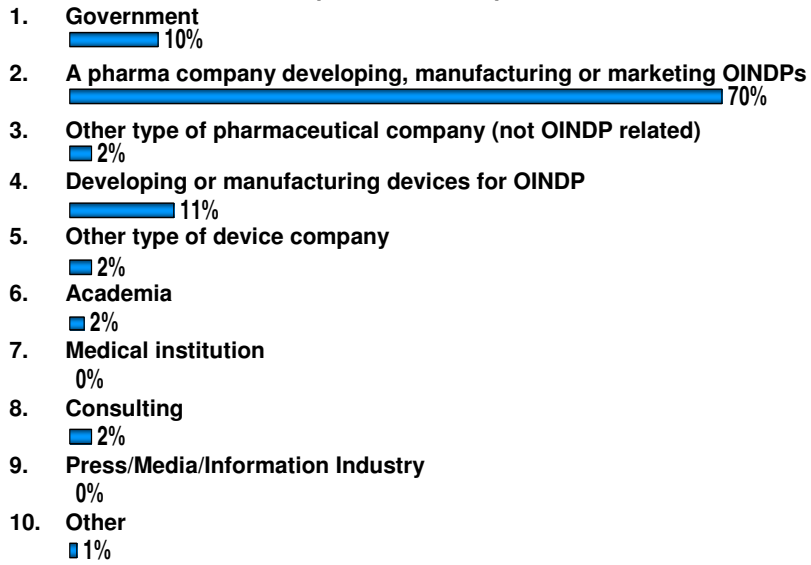 1. Government
10%
2. A pharma company developing, manufacturing or marketing OINDPs
70%
3. Other type of pharmaceutical company (not OINDP related)
2%
4. Developing or manufacturing devices for OINDP
11%
5. Other type of device company
2%
6. Academia
2%
7. Medical institution
0%
8. Consulting
2%
9. Press/Media/Information Industry
0%
10. Other
1%